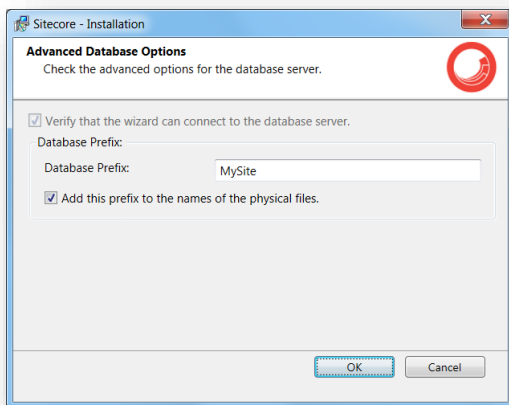 Sitecore - Installation
Advanced Database Options
Check the advanced options for the database server.
Verify that the wizard can connect to the database server.
Database Prefix:
Database Prefix: MySite
Add this prefix to the names of the physical files.
OK Cancel